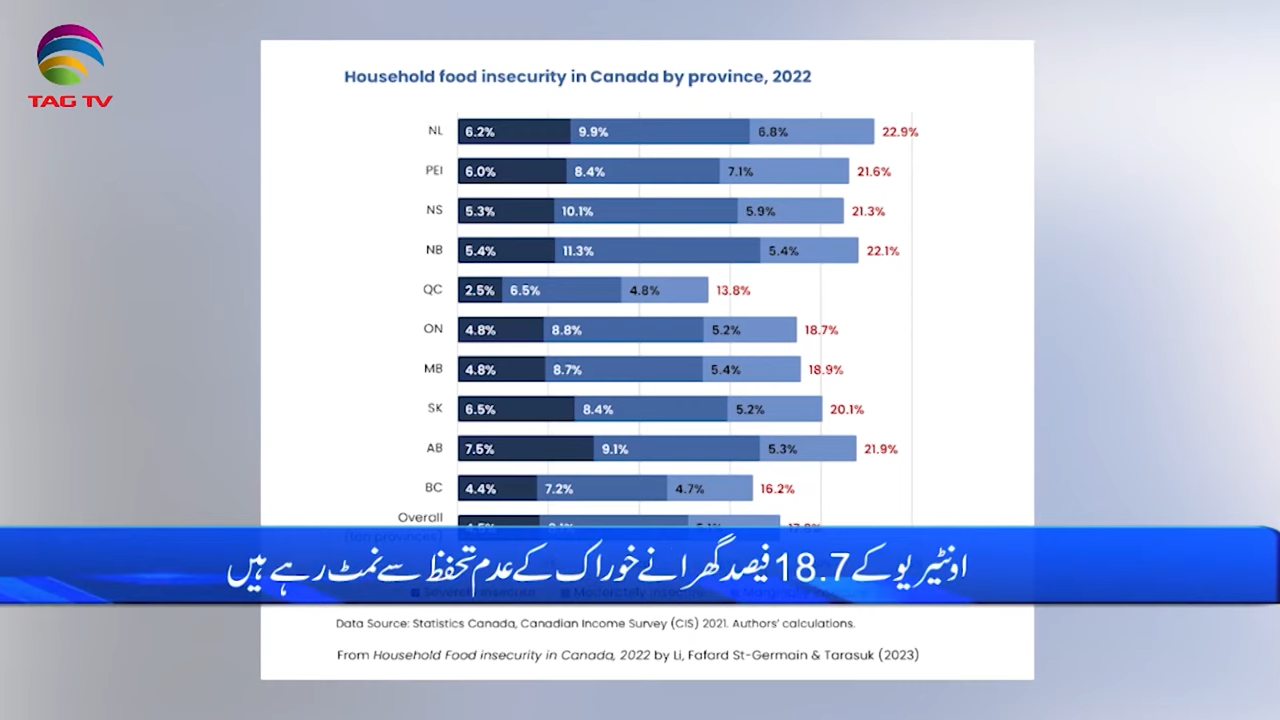 TAG TV
Household food insecurity in Canada by province, 2022
NL 6.2% 9.9% 6.8% 22.9%
PEI 6.0% 8.4% 7.1% 21.6%
NS 5.3% 10.1% 5.9% 21.3%
NB 5.4% 11.3% 5.4% 22.1%
QC 2.5% 6.5% 4.8% 13.8%
ON 4.8% 8.8% 5.2% 18.7%
MB 4.8% 8.7% 5.4% 18.9%
SK 6.5% 8.4% 5.2% 20.1%
AB 7.5% 9.1% 5.3% 21.9%
BC 4.4% 7.2% 4.7% 16.2%
Overall
(ten provinces)
اونٹیریو کے 18.7 فیصد گھرانے خوراک کے عدم تحفظ سے نمٹ رہے ہیں
Severely insecure Moderately insecure
Data Source: Statistics Canada, Canadian Income Survey (CIS) 2021. Authors' calculations.
From Household Food insecurity in Canada, 2022 by Li, Fafard St-Germain & Tarasuk (2023)